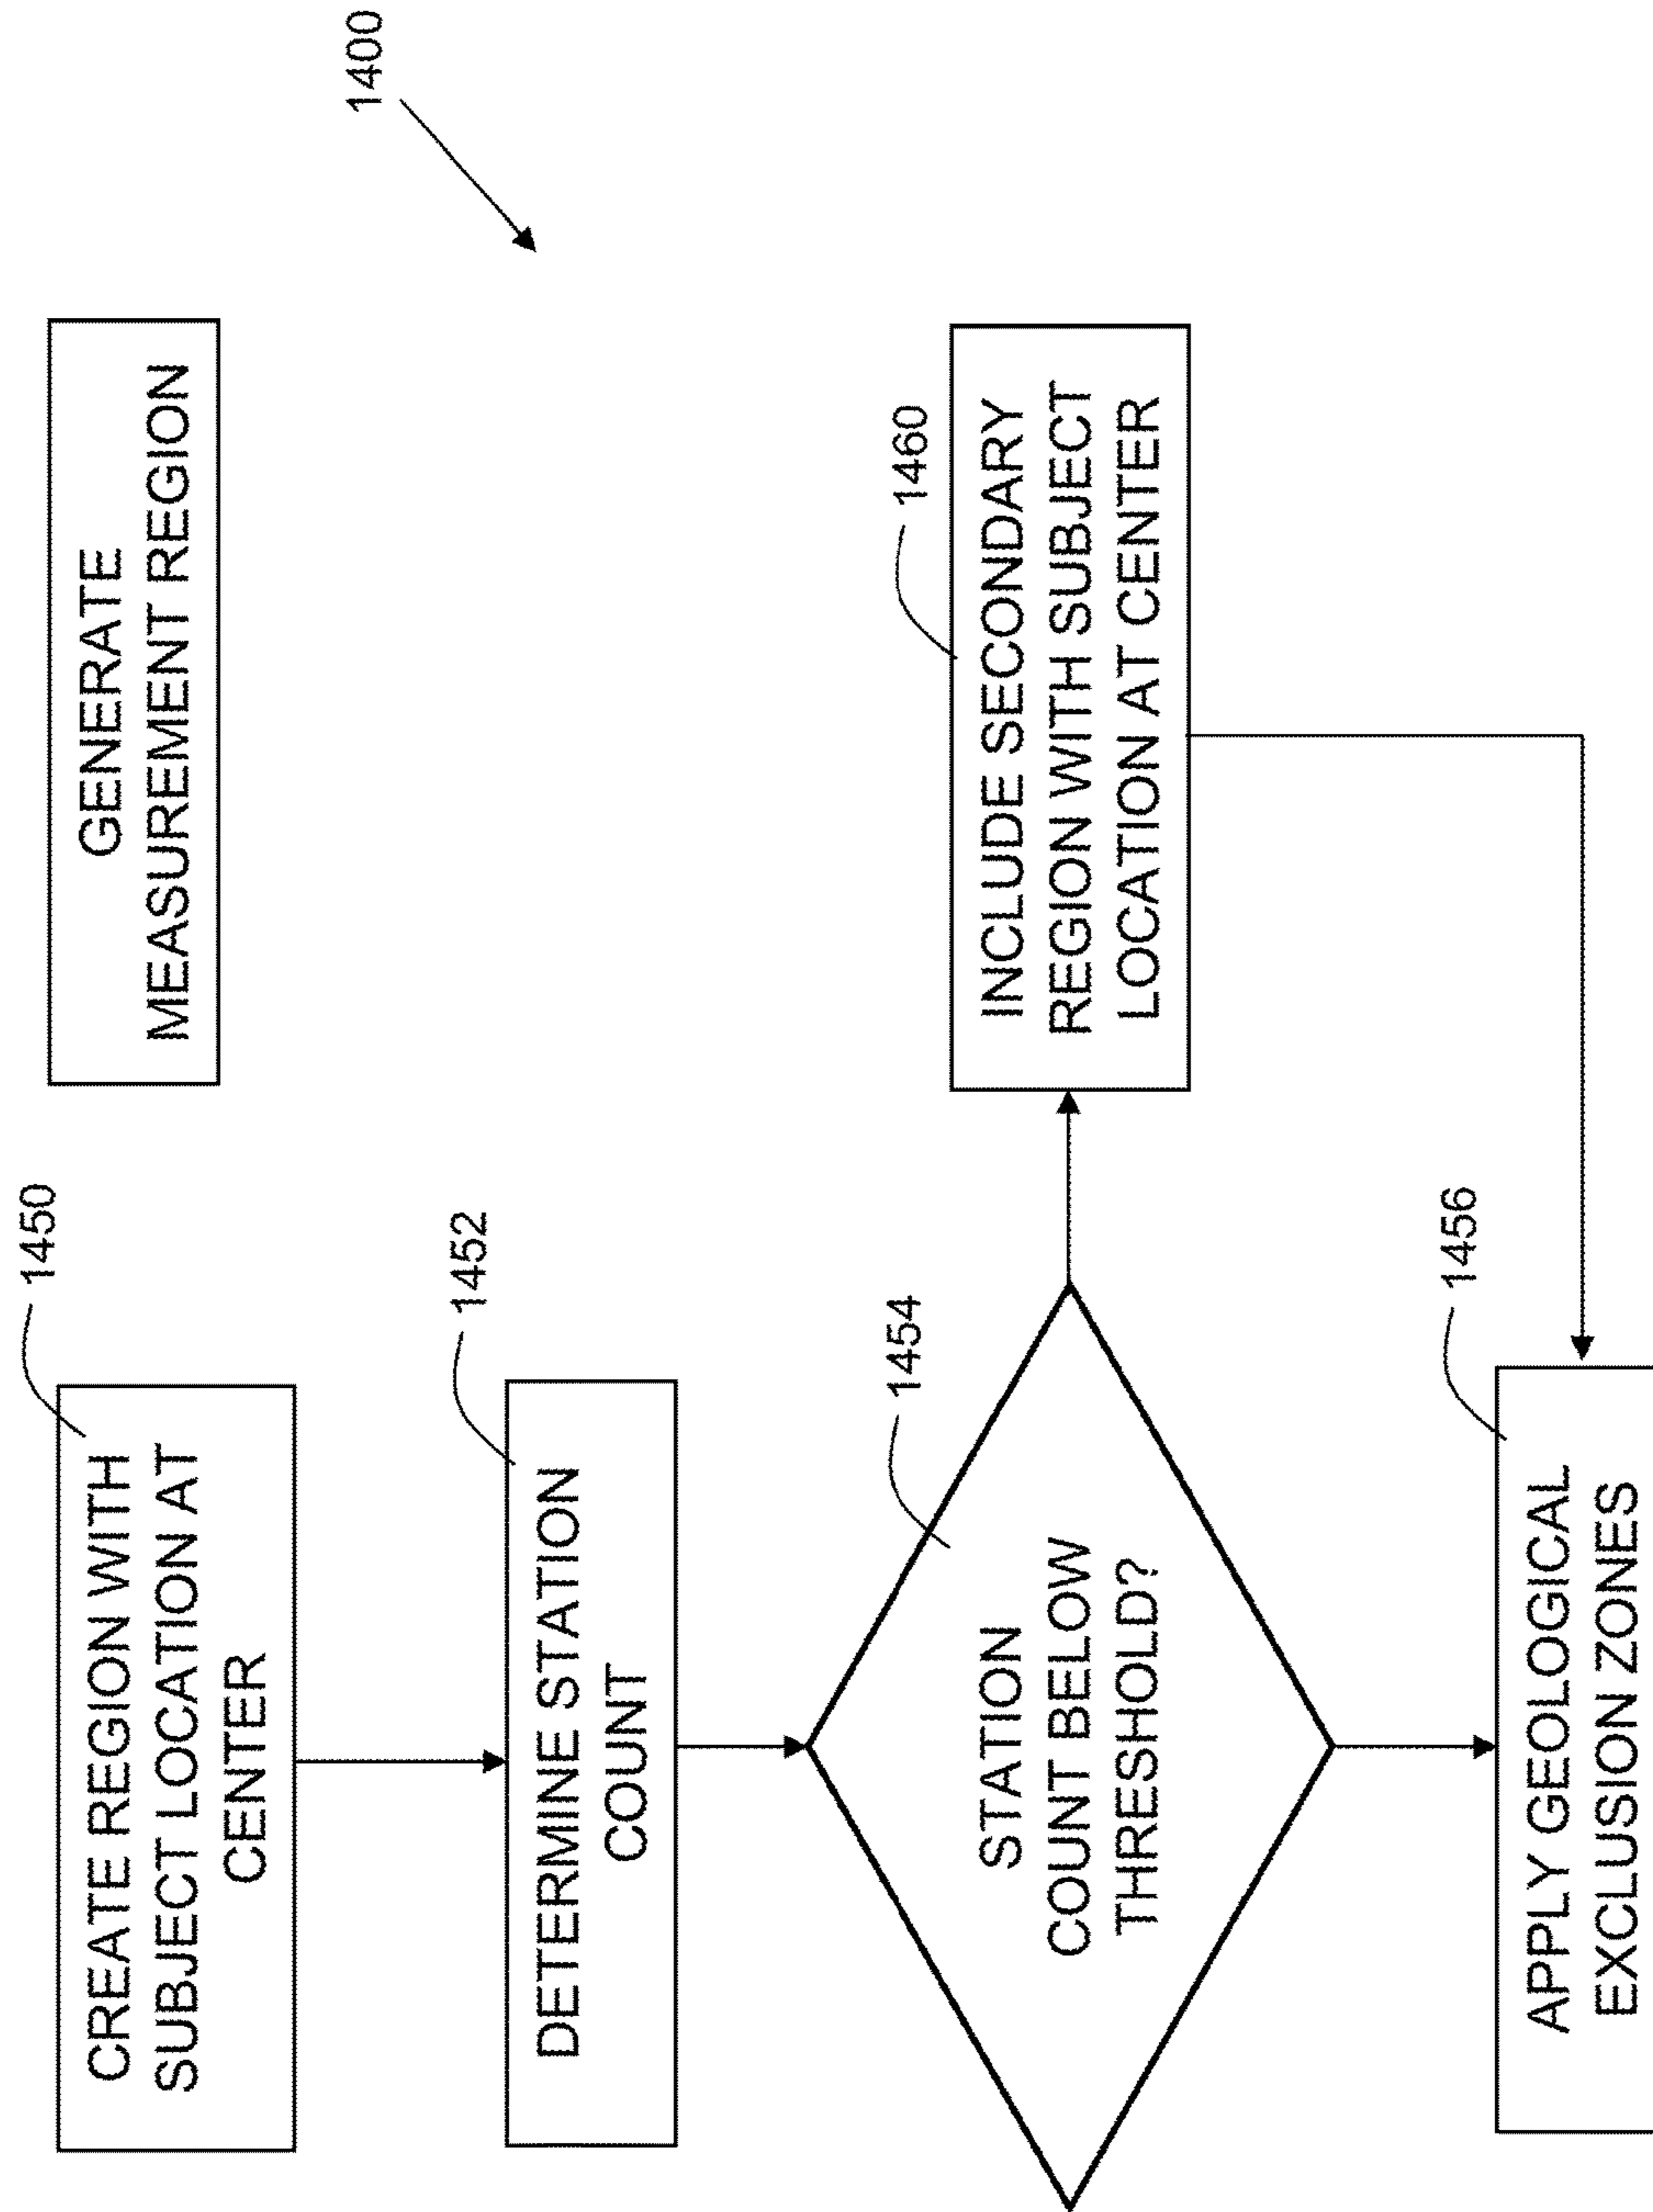 GENERATE
MEASUREMENT REGION
1400
1450
CREATE REGION WITH
SUBJECT LOCATION AT
CENTER
1452
DETERMINE STATION
COUNT
1454
STATION
COUNT BELOW
THRESHOLD?
1460
INCLUDE SECONDARY
REGION WITH SUBJECT
LOCATION AT CENTER
1456
APPLY GEOLOGICAL
EXCLUSION ZONES